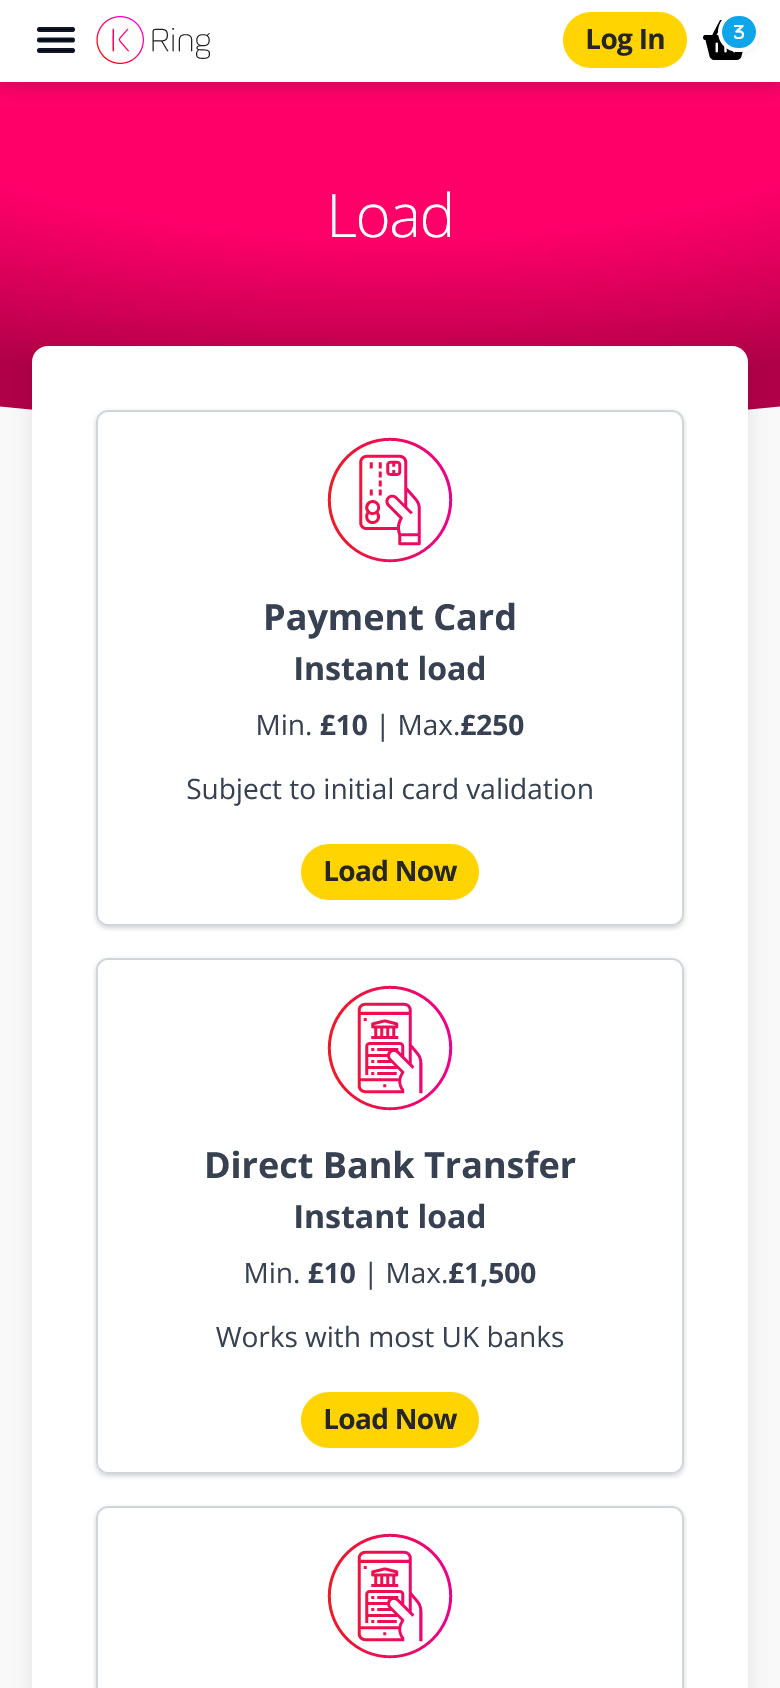 K Ring
Log In
3
Load
Payment Card
Instant load
Min. £10 | Max.£250
Subject to initial card validation
Load Now
Direct Bank Transfer
Instant load
Min. £10 | Max.£1,500
Works with most UK banks
Load Now